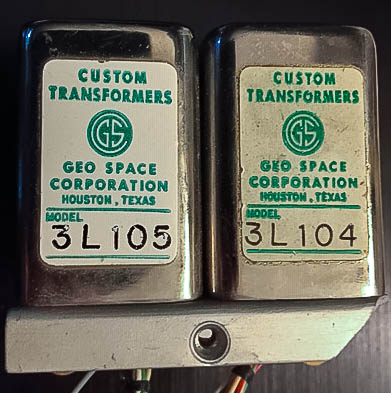 CUSTOM
TRANSFORMERS
GS
GEO SPACE
CORPORATION
HOUSTON, TEXAS
MODEL
3L105
CUSTOM
TRANSFORMERS
GS
GEO SPACE
CORPORATION
HOUSTON, TEXAS
MODEL
3L104